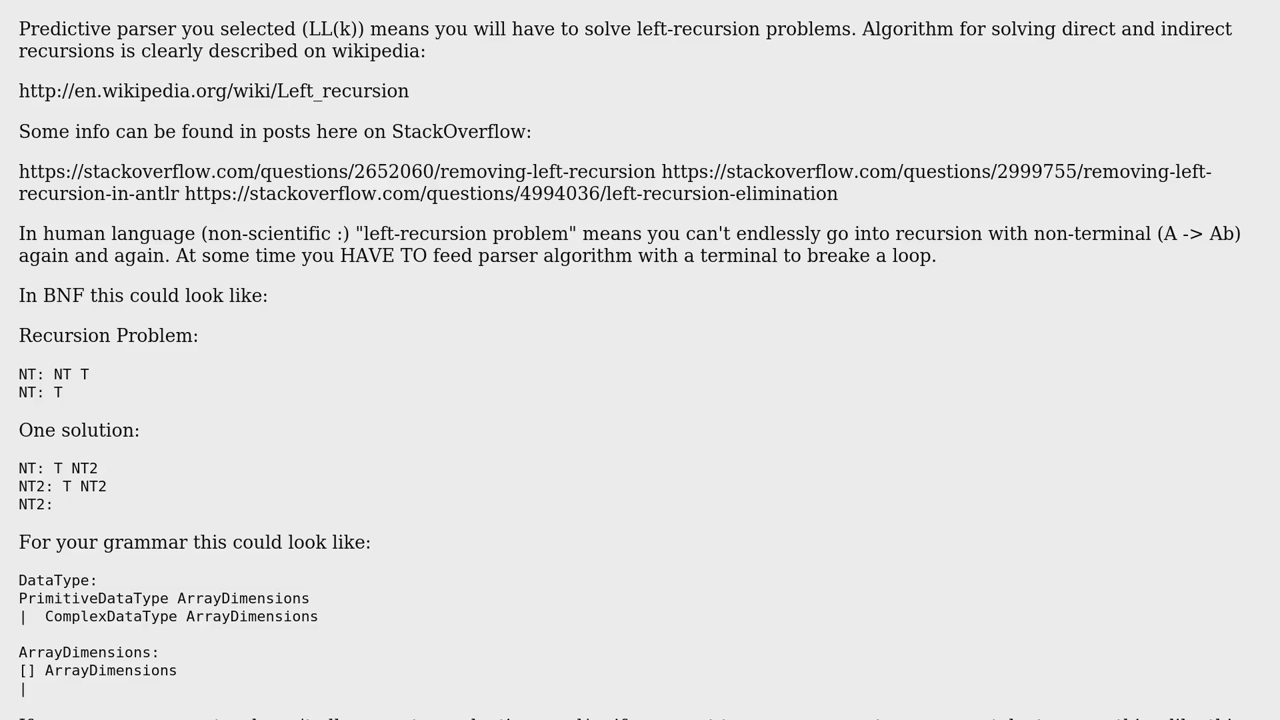 Predictive parser you selected (LL(k)) means you will have to solve left-recursion problems. Algorithm for solving direct and indirect
recursions is clearly described on wikipedia:
http://en.wikipedia.org/wiki/Left_recursion
Some info can be found in posts here on StackOverflow:
https://stackoverflow.com/questions/2652060/removing-left-recursion https://stackoverflow.com/questions/2999755/removing-left-
recursion-in-antlr https://stackoverflow.com/questions/4994036/left-recursion-elimination
In human language (non-scientific :) "left-recursion problem" means you can't endlessly go into recursion with non-terminal (A -> Ab)
again and again. At some time you HAVE TO feed parser algorithm with a terminal to breake a loop.
In BNF this could look like:
Recursion Problem:
NT: NT T
NT: T
One solution:
NT: T NT2
NT2: T NT2
NT2:
For your grammar this could look like:
DataType:
PrimitiveDataType ArrayDimensions
|  ComplexDataType ArrayDimensions
ArrayDimensions:
[] ArrayDimensions
|